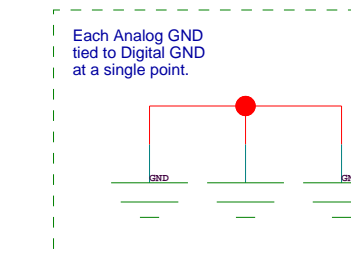 Each Analog GND
tied to Digital GND
at a single point.
GND